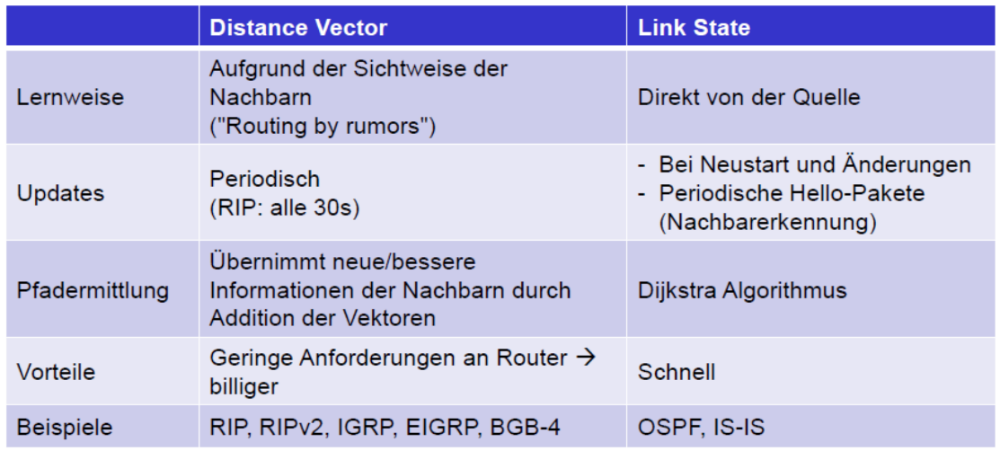 Distance Vector
Link State
Lernweise
Aufgrund der Sichtweise der
Nachbarn
("Routing by rumors")
Direkt von der Quelle
Updates
Periodisch
(RIP: alle 30s)
- Bei Neustart und Änderungen
- Periodische Hello-Pakete
(Nachbarerkennung)
Pfadermittlung
Übernimmt neue/bessere
Informationen der Nachbarn durch
Addition der Vektoren
Dijkstra Algorithmus
Vorteile
Geringe Anforderungen an Router →
billiger
Schnell
Beispiele
RIP, RIPv2, IGRP, EIGRP, BGB-4
OSPF, IS-IS